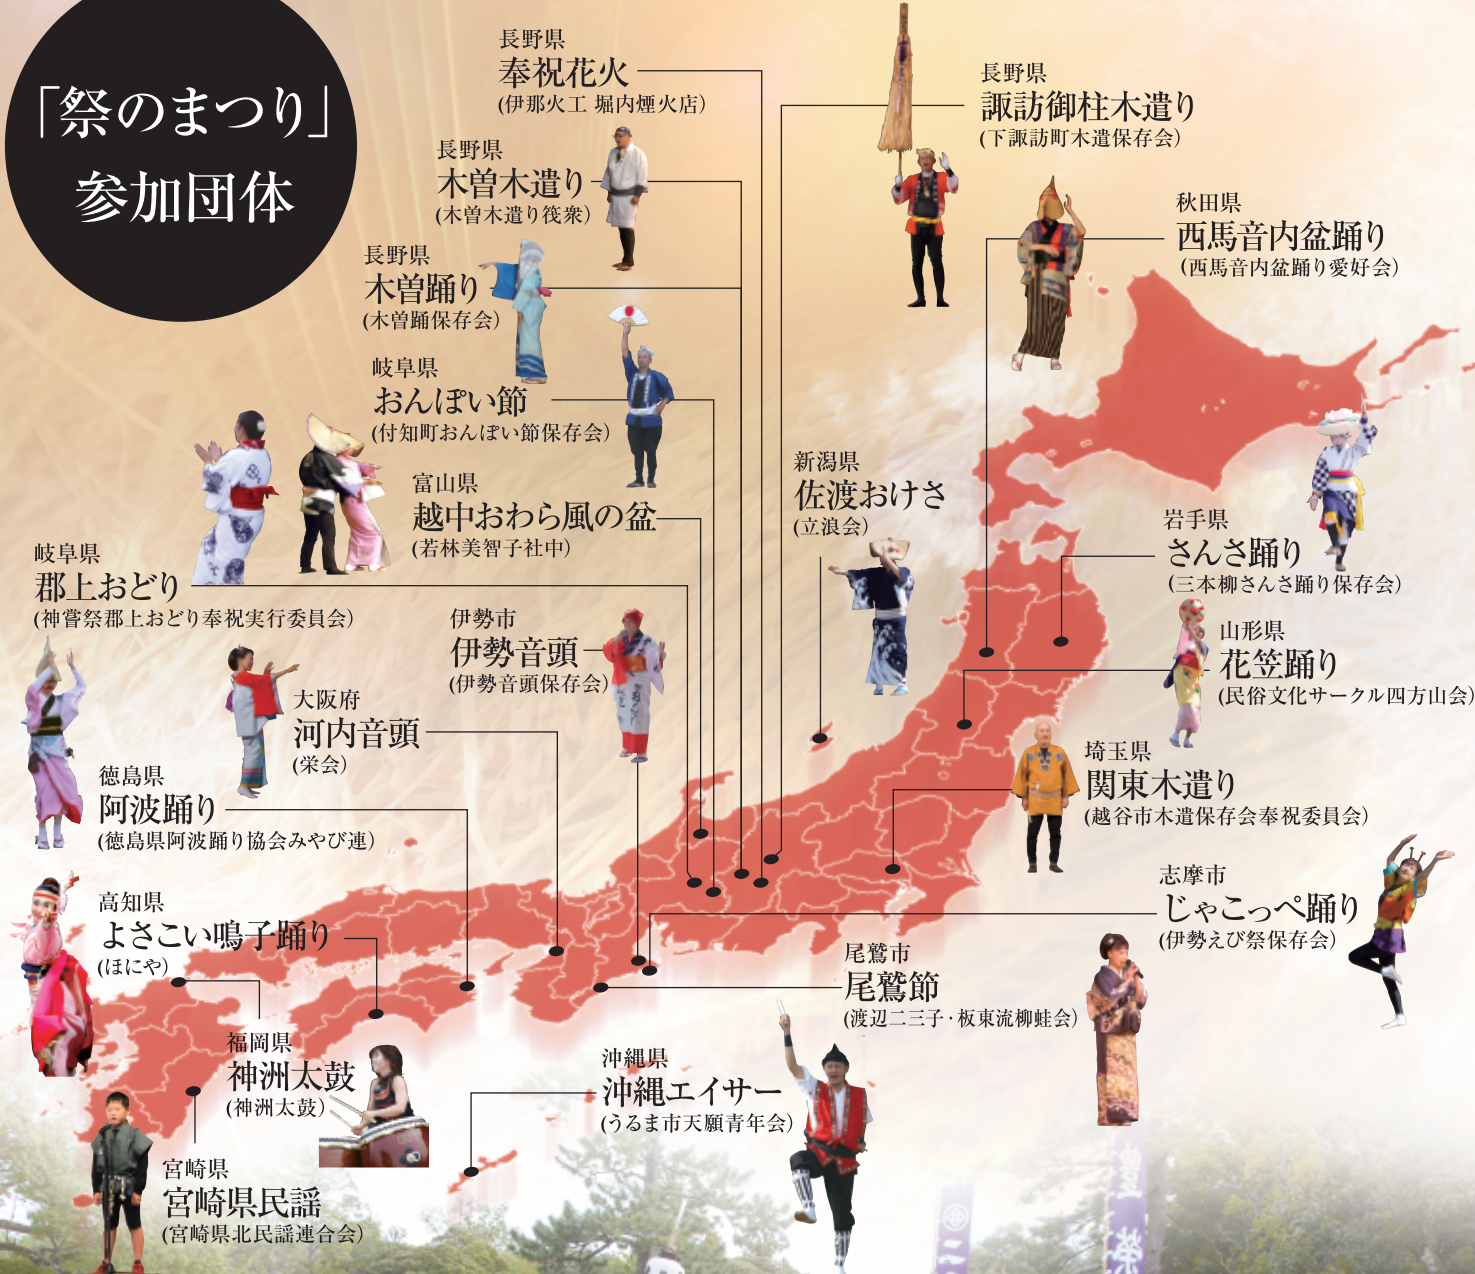 「祭のまつり」
参加団体
長野県
奉祝花火
(伊那火工 堀内煙火店)
長野県
諏訪御柱木遣り
(下諏訪町木遣保存会)
長野県
木曽木遣り
(木曽木遣り筏衆)
秋田県
西馬音内盆踊り
(西馬音内盆踊り愛好会)
長野県
木曽踊り
(木曽踊保存会)
岐阜県
おんぽい節
(付知町おんぽい節保存会)
新潟県
佐渡おけさ
(立浪会)
富山県
越中おわら風の盆
(若林美智子社中)
岩手県
さんさ踊り
(三本柳さんさ踊り保存会)
岐阜県
郡上おどり
(神嘗祭郡上おどり奉祝実行委員会)
伊勢市
伊勢音頭
(伊勢音頭保存会)
山形県
花笠踊り
(民俗文化サークル四方山会)
大阪府
河内音頭
(栄会)
埼玉県
関東木遣り
(越谷市木遣保存会奉祝委員会)
徳島県
阿波踊り
(徳島県阿波踊り協会みやび連)
志摩市
じゃこっぺ踊り
(伊勢えび祭保存会)
高知県
よさこい鳴子踊り
(ほにや)
尾鷲市
尾鷲節
(渡辺二三子・板東流柳蛙会)
福岡県
神洲太鼓
(神洲太鼓)
沖縄県
沖縄エイサー
(うるま市天願青年会)
宮崎県
宮崎県民謡
(宮崎県北民謡連合会)